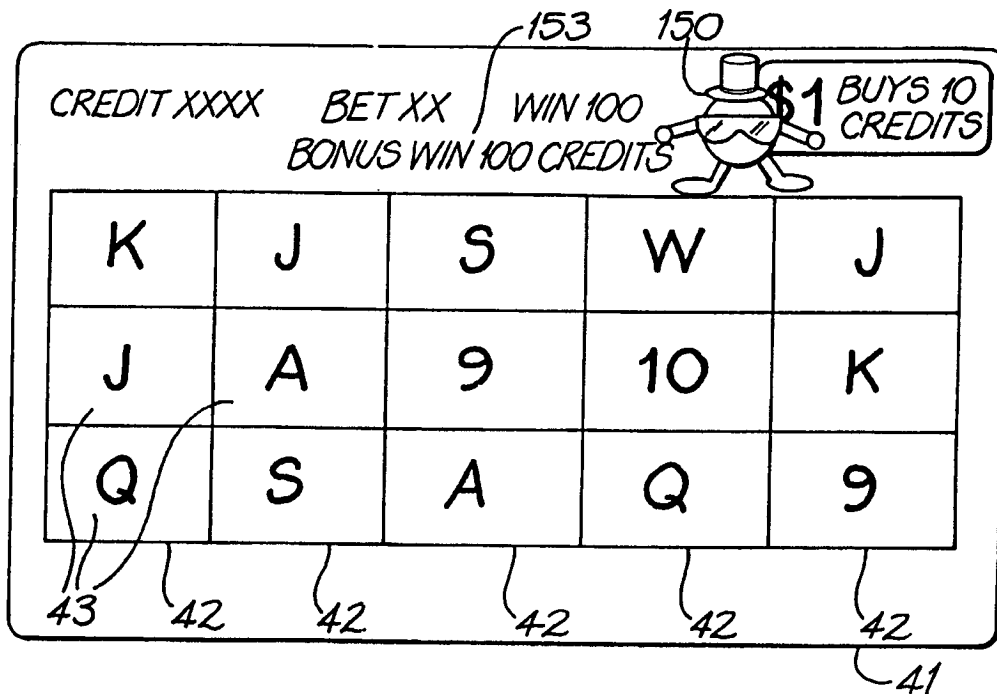 153 150
CREDIT XXXX BET XX WIN 100 $1 BUYS 10
CREDITS
BONUS WIN 100 CREDITS
K J S W J
J A 9 10 K
Q S A Q 9
43 42 42 42 42 42
41